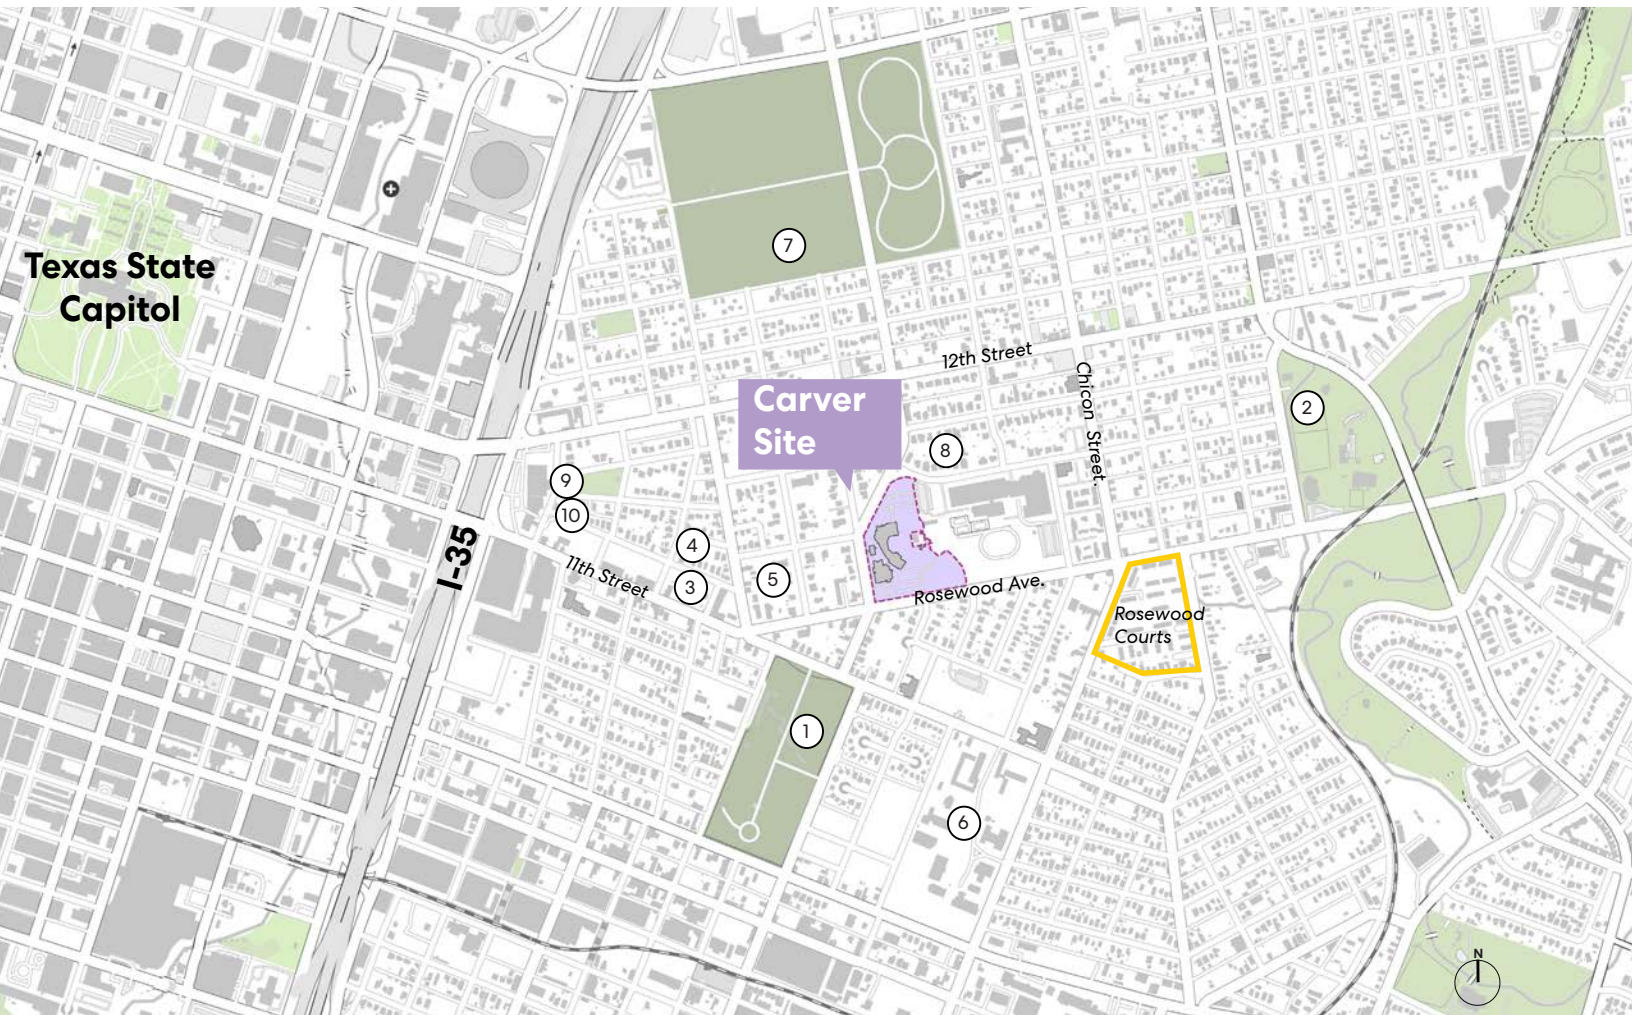 7
Texas State
Capitol
12th Street
Chicon Street.
Carver
Site
2
8
9
10
I-35
4
11th Street
3
5
Rosewood Ave.
Rosewood
Courts
1
6
N